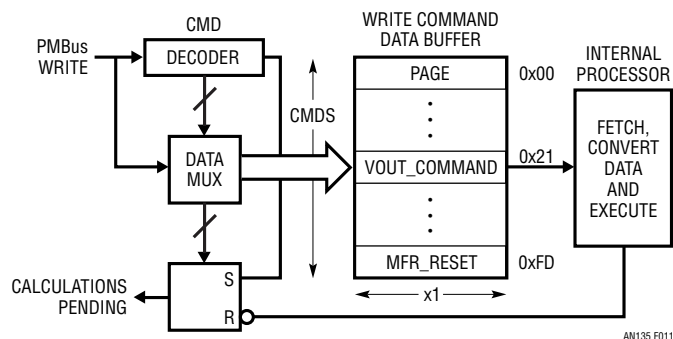 CMD
PMBus
WRITE
DECODER
DATA
MUX
CMDS
S
R
CALCULATIONS
PENDING
WRITE COMMAND
DATA BUFFER
PAGE
0x00
VOUT_COMMAND
0x21
MFR_RESET
0xFD
x1
INTERNAL
PROCESSOR
FETCH,
CONVERT
DATA
AND
EXECUTE
AN135 F011